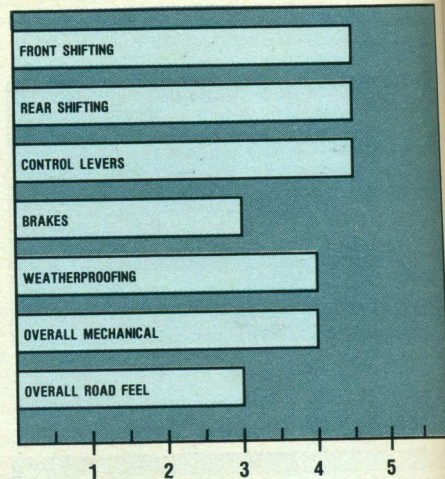 FRONT SHIFTING
REAR SHIFTING
CONTROL LEVERS
BRAKES
WEATHERPROOFING
OVERALL MECHANICAL
OVERALL ROAD FEEL
1 2 3 4 5